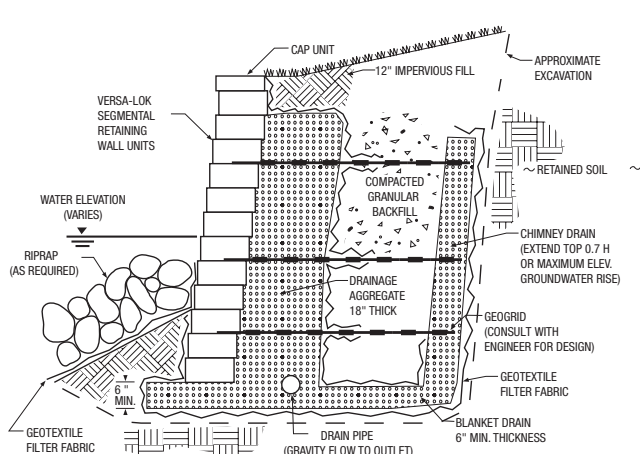 CAP UNIT
12" IMPERVIOUS FILL
APPROXIMATE
EXCAVATION
VERSA-LOK
SEGMENTAL
RETAINING
WALL UNITS
RETAINED SOIL
COMPACTED
GRANULAR
BACKFILL
WATER ELEVATION
(VARIES)
RIPRAP
(AS REQUIRED)
CHIMNEY DRAIN
(EXTEND TOP 0.7 H
OR MAXIMUM ELEV.
GROUNDWATER RISE)
DRAINAGE
AGGREGATE
18" THICK
GEOGRID
(CONSULT WITH
ENGINEER FOR DESIGN)
GEOTEXTILE
FILTER FABRIC
6"
MIN.
BLANKET DRAIN
6" MIN. THICKNESS
GEOTEXTILE
FILTER FABRIC
DRAIN PIPE
(GRAVITY FLOW TO OUTLET)